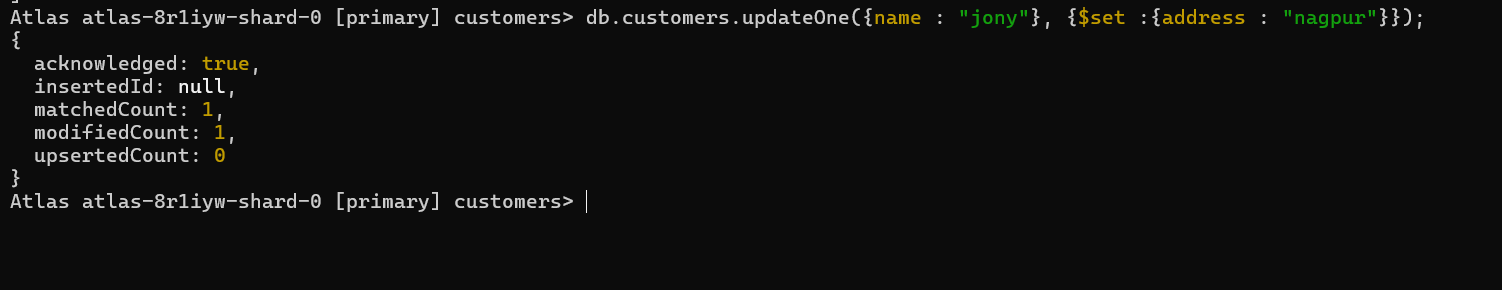 ]
Atlas atlas-8r1iyw-shard-0 [primary] customers> db.customers.updateOne({name : "jony"}, {$set :{address : "nagpur"}});
{
  acknowledged: true,
  insertedId: null,
  matchedCount: 1,
  modifiedCount: 1,
  upsertedCount: 0
}
Atlas atlas-8r1iyw-shard-0 [primary] customers>